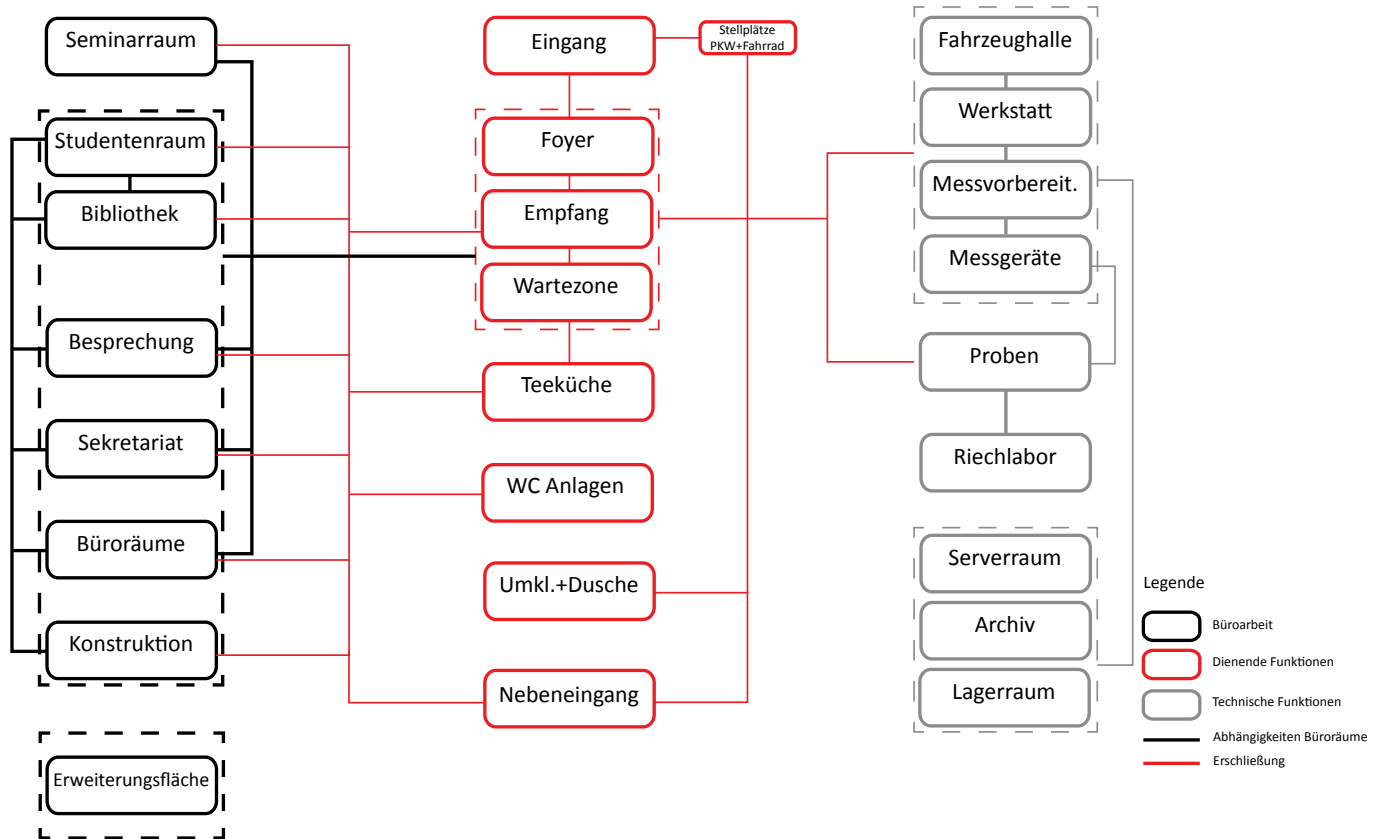 Seminarraum
Studentenraum
Bibliothek
Besprechung
Sekretariat
Büroräume
Konstruktion
Erweiterungsfläche
Eingang
Stellplätze
PKW+Fahrrad
Foyer
Empfang
Wartezone
Teeküche
WC Anlagen
Umkl.+Dusche
Nebeneingang
Fahrzeughalle
Werkstatt
Messvorbereit.
Messgeräte
Proben
Riechlabor
Serverraum
Archiv
Lagerraum
Legende
Büroarbeit
Dienende Funktionen
Technische Funktionen
Abhängigkeiten Büroräume
Erschließung